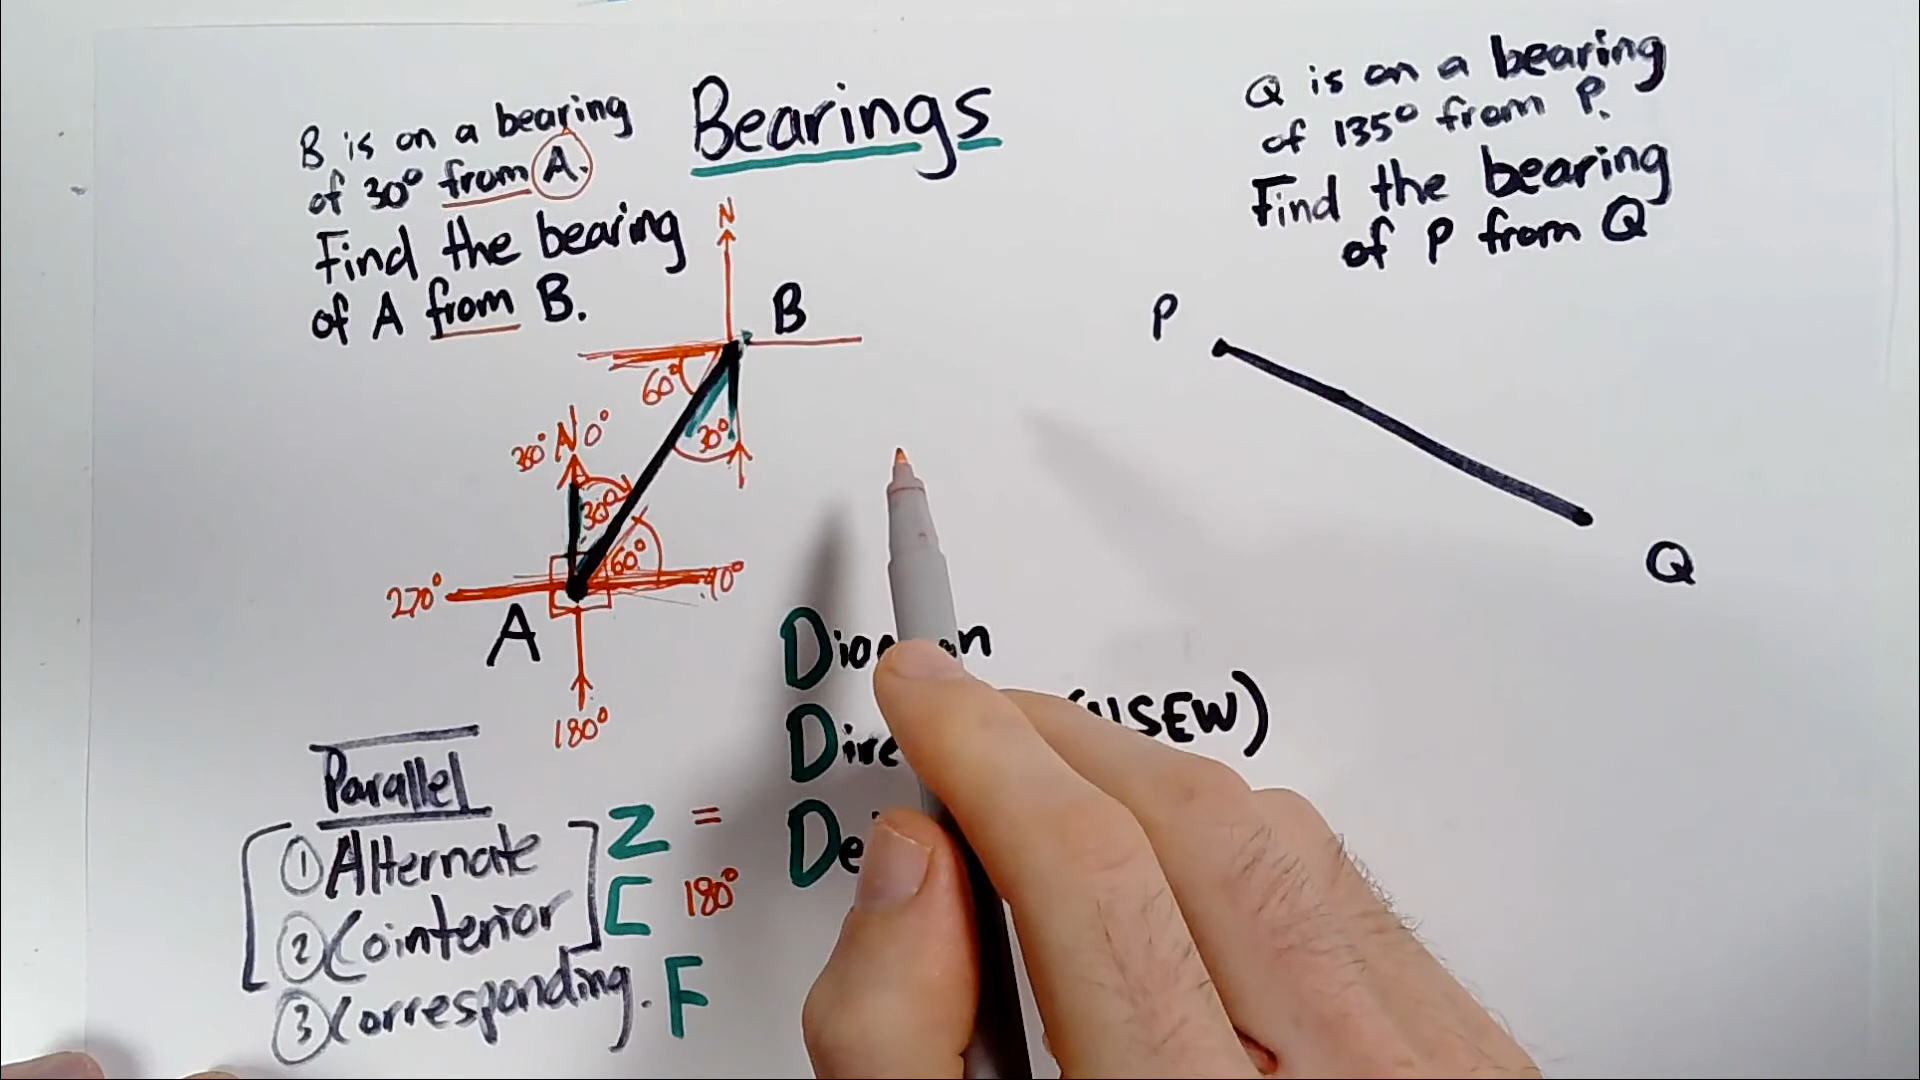 Bearings
B is on a bearing
of 30° from A.
Find the bearing
of A from B.
N
B
60°
30°
360° N 0°
30°
60°
270°
90°
A
180°
Parallel
① Alternate Z =
② Cointerior C 180°
③ Corresponding. F
(NSEW)
Q is on a bearing
of 135° from P.
Find the bearing
of P from Q
P
Q